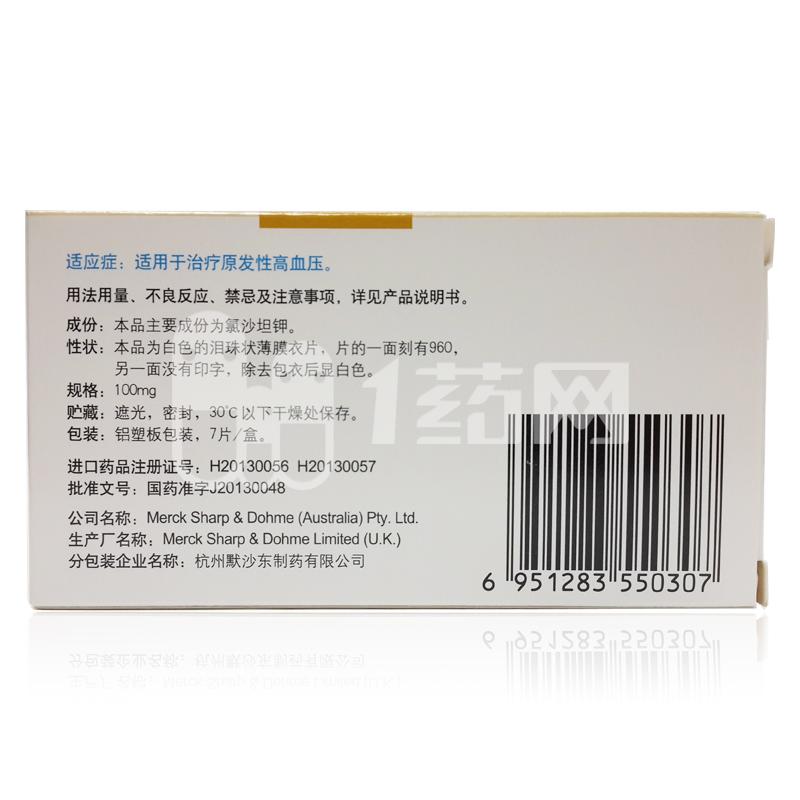 适应症：适用于治疗原发性高血压。
用法用量、不良反应、禁忌及注意事项，详见产品说明书。
成份：本品主要成份为氯沙坦钾。
性状：本品为白色的泪珠状薄膜衣片，片的一面刻有960，
另一面没有印字，除去包衣后显白色。
规格：100mg
贮藏：遮光，密封，30℃以下干燥处保存。
包装：铝塑板包装，7片/盒。
1药网
进口药品注册证号：H20130056 H20130057
批准文号：国药准字J20130048
公司名称：Merck Sharp & Dohme (Australia) Pty. Ltd.
生产厂名称：Merck Sharp & Dohme Limited (U.K.)
分包装企业名称：杭州默沙东制药有限公司
6 951283 550307